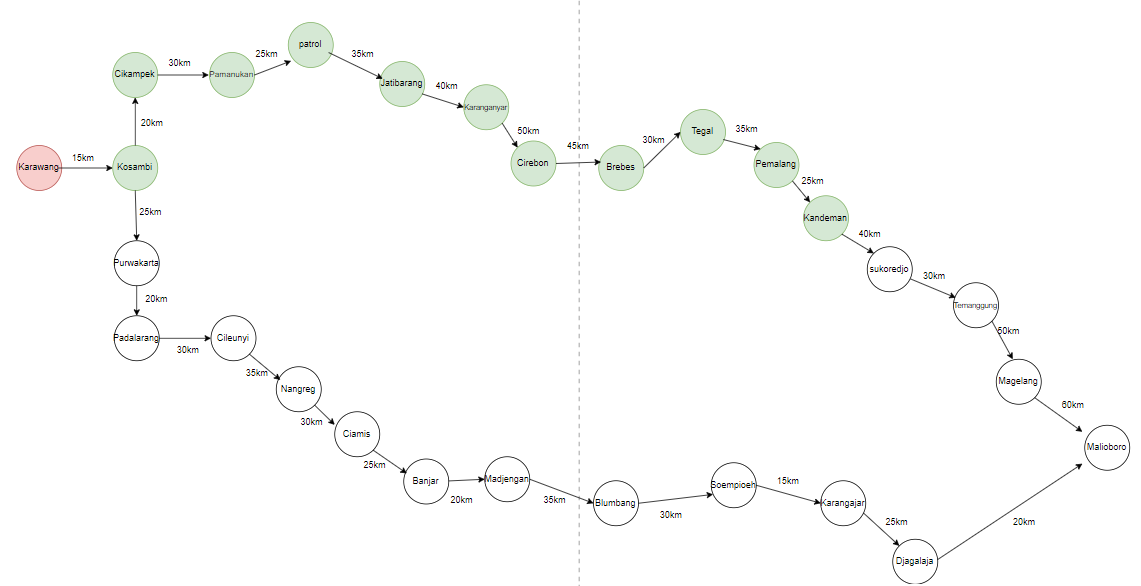 patrol
25km
35km
30km
Cikampek
Pamanukan
Jatibarang
40km
Karanganyar
20km
50km
Tegal
35km
30km
45km
15km
Karawang
Kosambi
Cirebon
Brebes
Pemalang
25km
25km
Kandeman
40km
Purwakarta
sukoredjo
30km
20km
Temanggung
50km
Padalarang
Cileunyi
30km
35km
Nangreg
Magelang
60km
30km
Ciamis
Malioboro
25km
Banjar
Madjengan
20km
35km
Blumbang
Soempioeh
15km
30km
Karangajar
25km
20km
Djagalaja